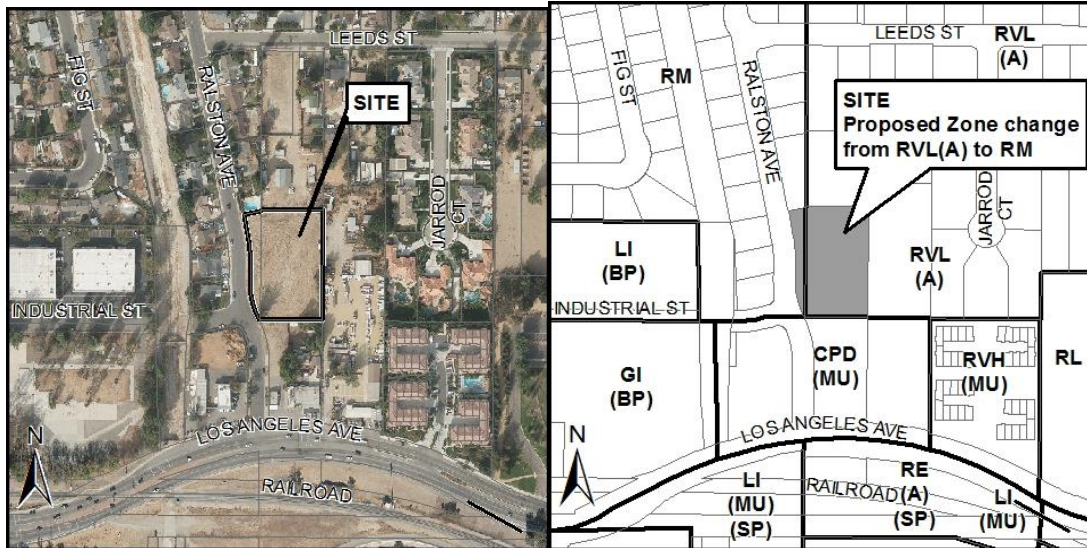 LEEDS ST
FIG ST
RALSTON AVE
SITE
JARROD
CT
INDUSTRIAL ST
LOS ANGELES AVE
RAILROAD
N
LEEDS ST
RVL
(A)
FIG ST
RM
RALSTON AVE
SITE
Proposed Zone change
from RVL(A) to RM
JARROD
CT
LI
(BP)
RVL
(A)
INDUSTRIAL ST
CPD
(MU)
RVH
(MU)
RL
GI
(BP)
LOS ANGELES AVE
N
LI
(MU)
(SP)
RAILROAD
RE
(A)
(SP)
LI
(MU)